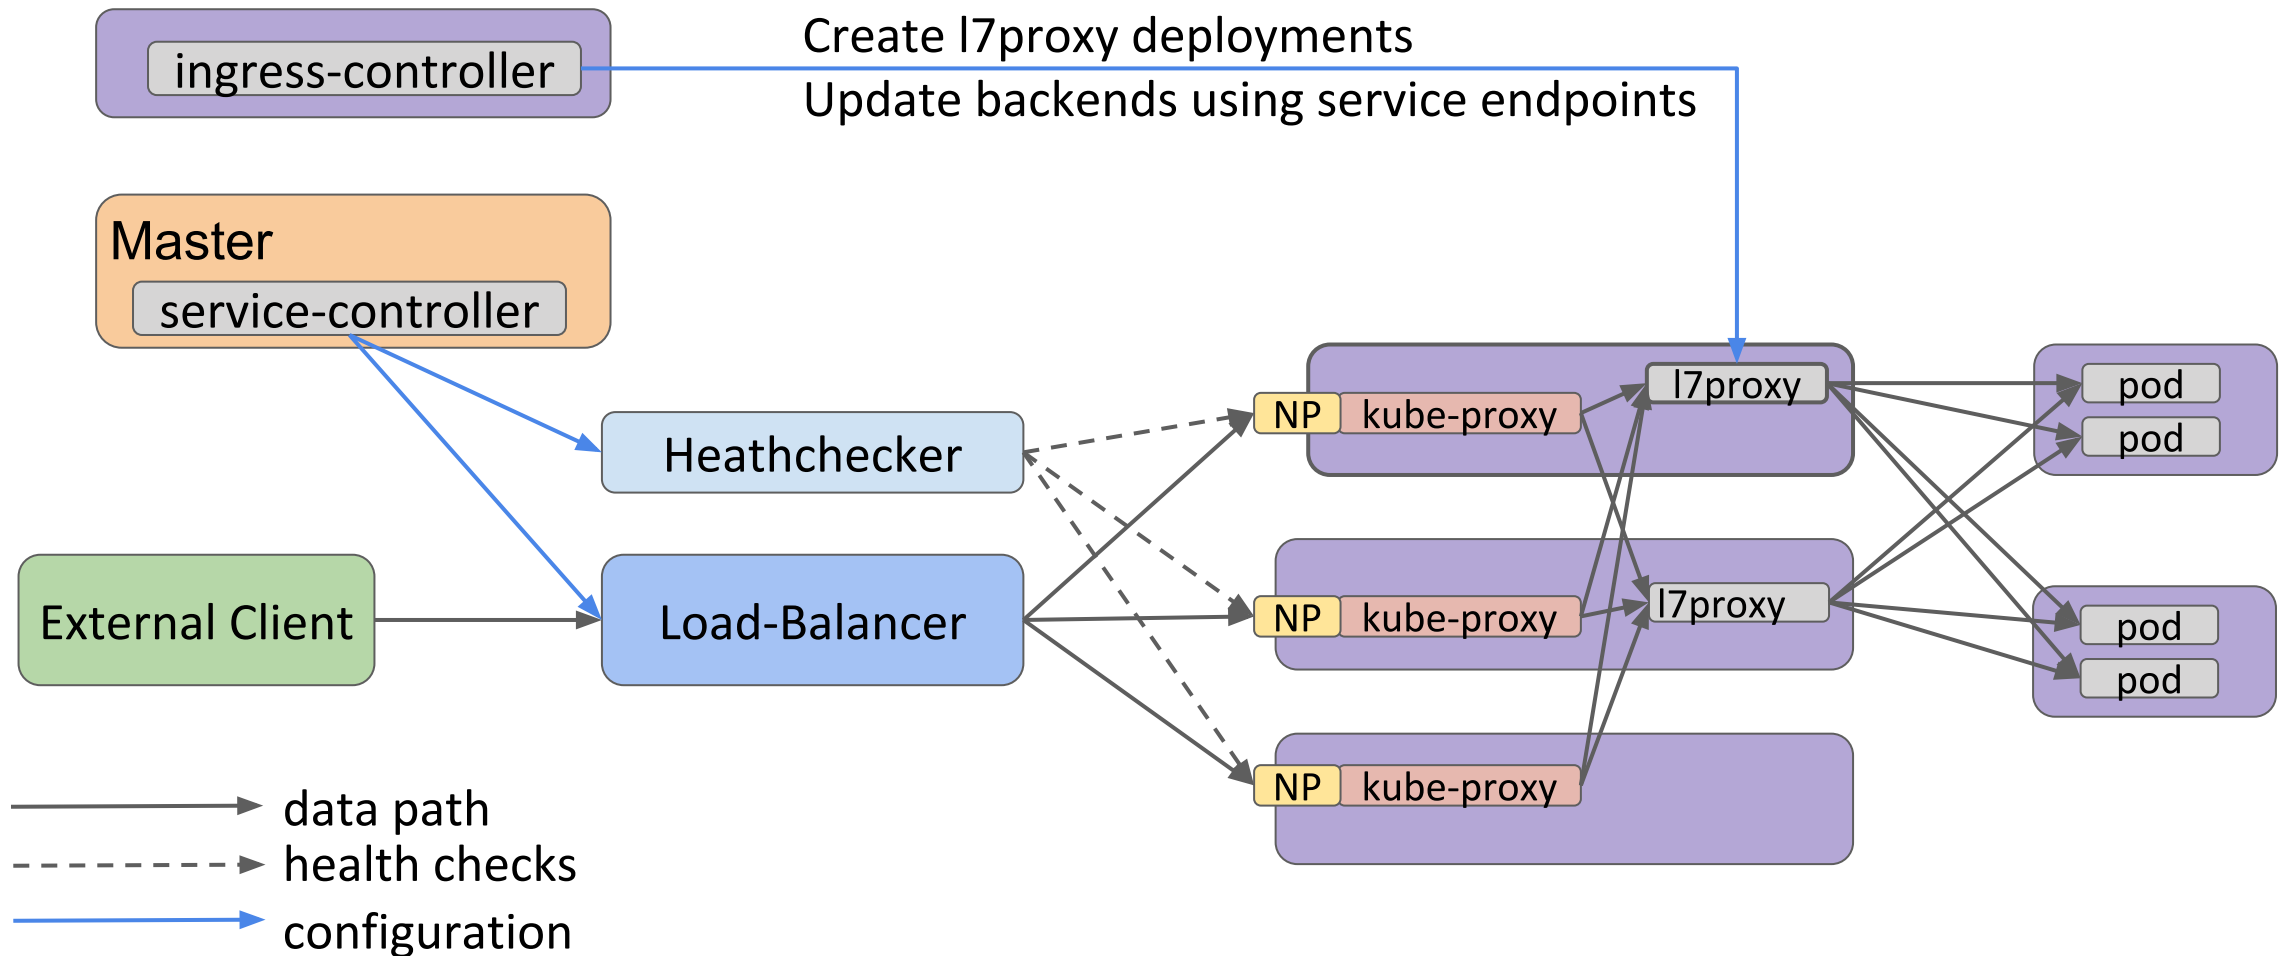 ingress-controller
Create l7proxy deployments
Update backends using service endpoints
Master
service-controller
Heathchecker
External Client
Load-Balancer
NP
kube-proxy
l7proxy
NP
kube-proxy
l7proxy
NP
kube-proxy
pod
pod
pod
pod
data path
health checks
configuration